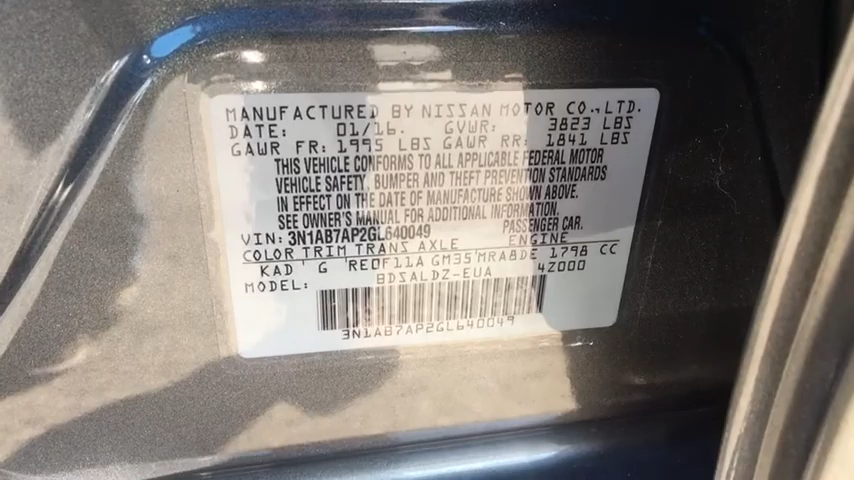 MANUFACTURED BY NISSAN MOTOR CO., LTD.
DATE: 01/16. GVWR: 3823 LBS
GAWR FR: 1995 LBS GAWR RR: 1841 LBS
THIS VEHICLE CONFORMS TO ALL APPLICABLE FEDERAL MOTOR
VEHICLE SAFETY, BUMPER AND THEFT PREVENTION STANDARDS
IN EFFECT ON THE DATE OF MANUFACTURE SHOWN ABOVE.
SEE OWNER'S MANUAL FOR ADDITIONAL INFORMATION.
VIN: 3N1AB7AP2GL640049 PASSENGER CAR.
COLOR TRIM TRANS AXLE ENGINE
KAD G RE0F11A GM35 MRA8DE 1798 CC
MODEL: BDSALDZ-EUA 4Z000
3N1AB7AP2GL640049